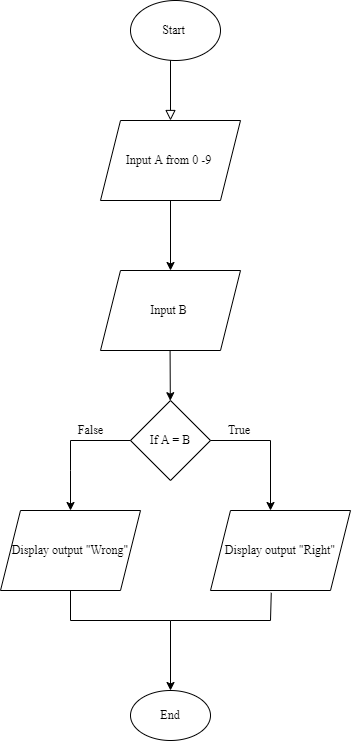 Start
Input A from 0 -9
Input B
If A = B
False
True
Display output "Wrong"
Display output "Right"
End